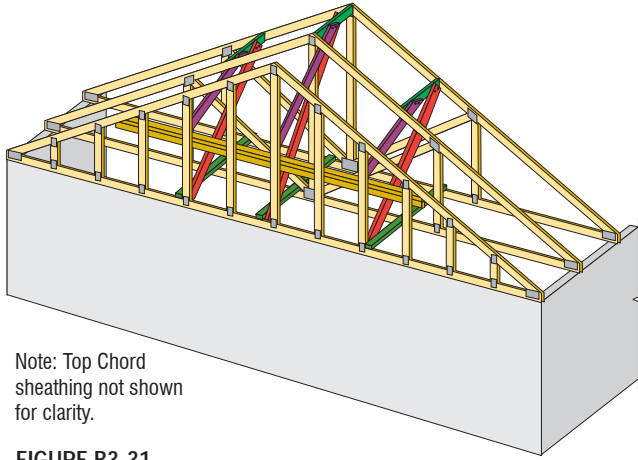 Note: Top Chord
sheathing not shown
for clarity.
FIGURE B3-31